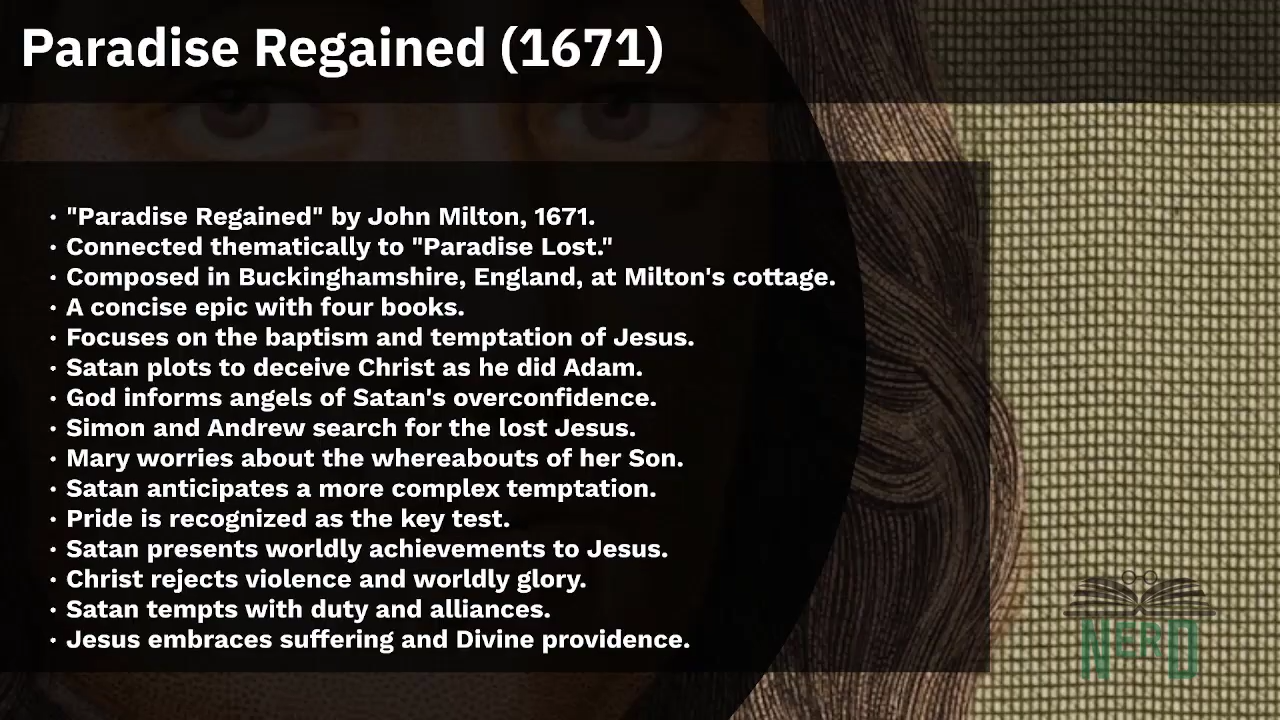 Paradise Regained (1671)
• "Paradise Regained" by John Milton, 1671.
• Connected thematically to "Paradise Lost."
• Composed in Buckinghamshire, England, at Milton's cottage.
• A concise epic with four books.
• Focuses on the baptism and temptation of Jesus.
• Satan plots to deceive Christ as he did Adam.
• God informs angels of Satan's overconfidence.
• Simon and Andrew search for the lost Jesus.
• Mary worries about the whereabouts of her Son.
• Satan anticipates a more complex temptation.
• Pride is recognized as the key test.
• Satan presents worldly achievements to Jesus.
• Christ rejects violence and worldly glory.
• Satan tempts with duty and alliances.
• Jesus embraces suffering and Divine providence.
NERD